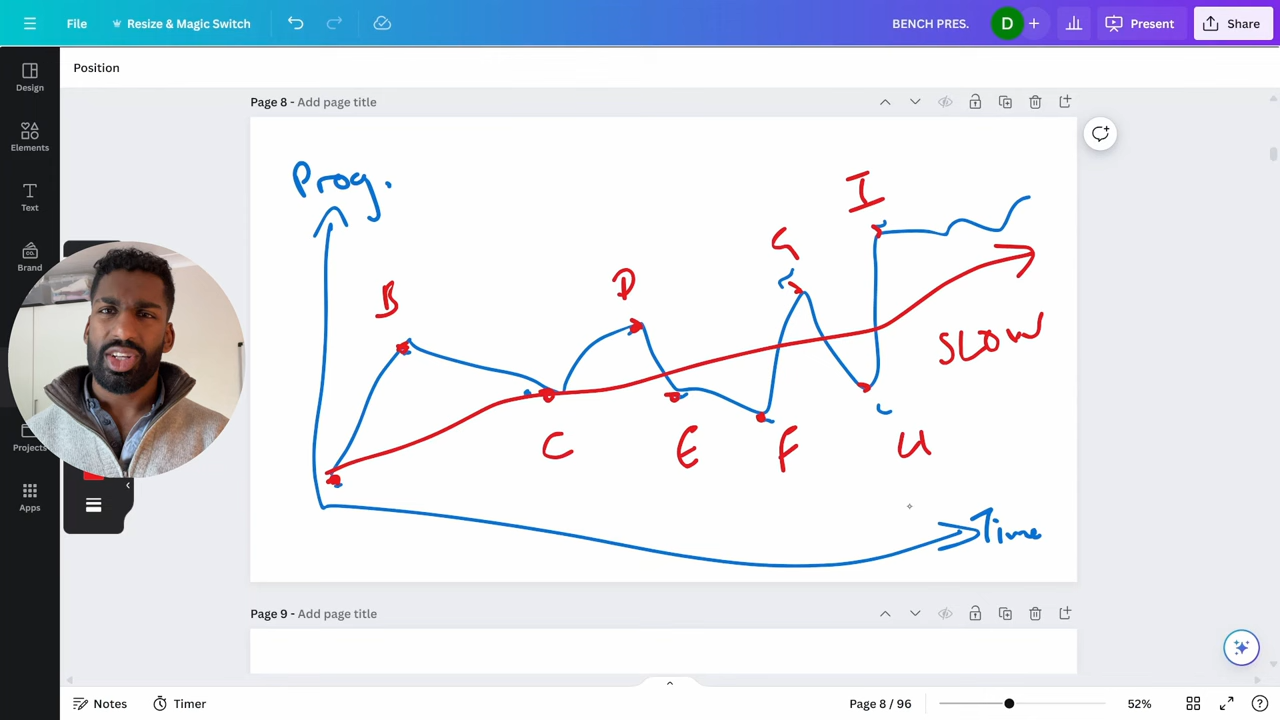 File
Resize & Magic Switch
BENCH PRES.
D
Present
Share
Design
Elements
Text
Brand
Projects
Apps
Position
Page 8 - Add page title
Prog.
B
C
D
E
F
G
H
I
SLOW
Time
Page 9 - Add page title
Notes
Timer
Page 8 / 96
52%